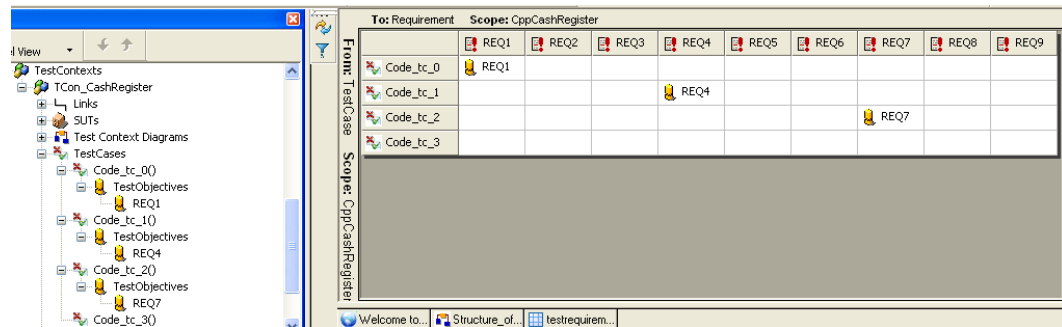 el View
TestContexts
TCon_CashRegister
Links
SUTs
Test Context Diagrams
TestCases
Code_tc_0()
TestObjectives
REQ1
Code_tc_1()
TestObjectives
REQ4
Code_tc_2()
TestObjectives
REQ7
Code_tc_3()
To: Requirement Scope: CppCashRegister
From: TestCase Scope: CppCashRegister
REQ1 REQ2 REQ3 REQ4 REQ5 REQ6 REQ7 REQ8 REQ9
Code_tc_0 REQ1
Code_tc_1 REQ4
Code_tc_2 REQ7
Code_tc_3
Welcome to... Structure_of... testrequirem...